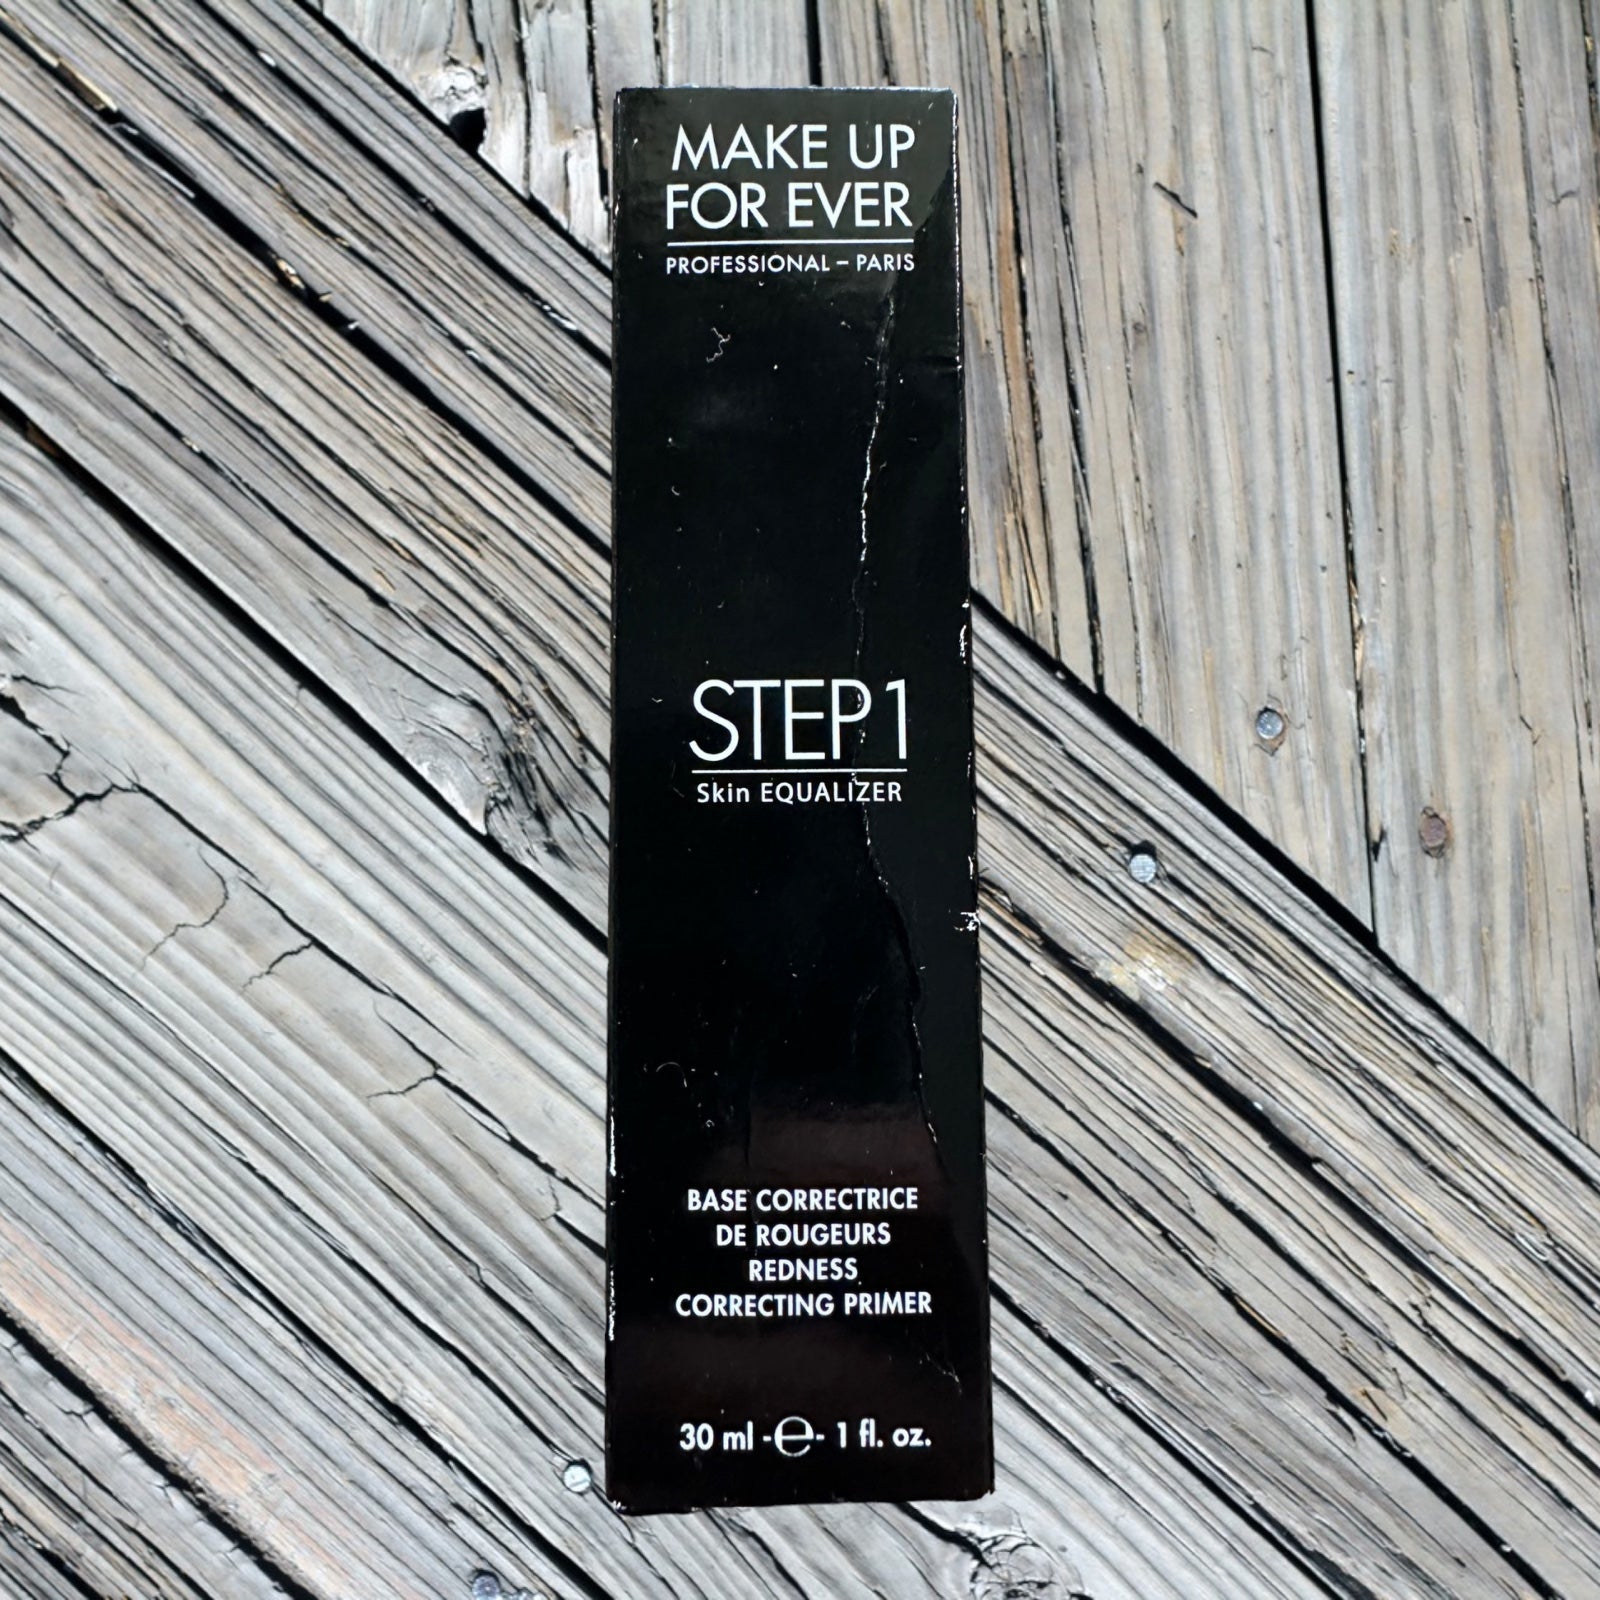 MAKE UP
FOR EVER
PROFESSIONAL – PARIS
STEP 1
Skin EQUALIZER
BASE CORRECTRICE
DE ROUGEURS
REDNESS
CORRECTING PRIMER
30 ml -e- 1 fl. oz.